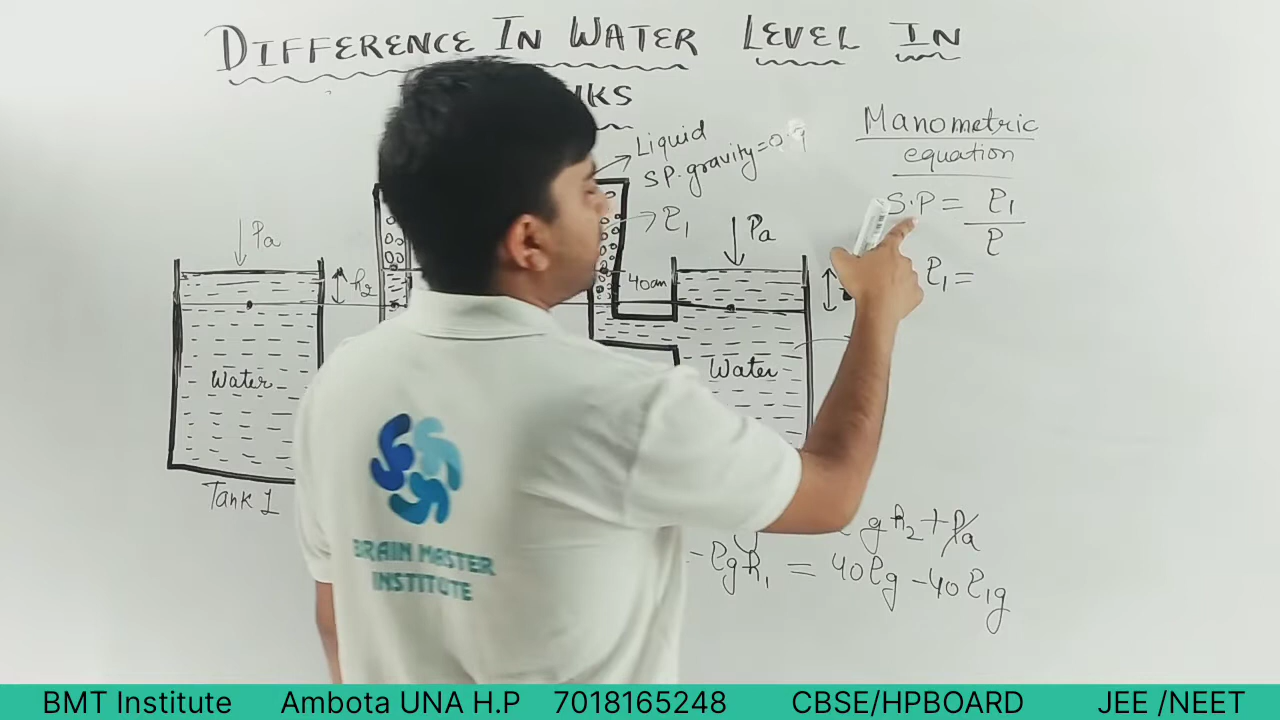 DIFFERENCE IN WATER LEVEL IN
Liquid
SP. gravity=0.9
Manometric
equation
S.P = ρ1
ρ
ρ1 =
ρ1
Pa
Pa
h2
40cm
Water
Water
Tank 1
gh2 + Pa
- ρgh1 = 40ρg - 40ρ1g
BRAIN MASTER
INSTITUTE
BMT Institute Ambota UNA H.P 7018165248 CBSE/HPBOARD JEE /NEET